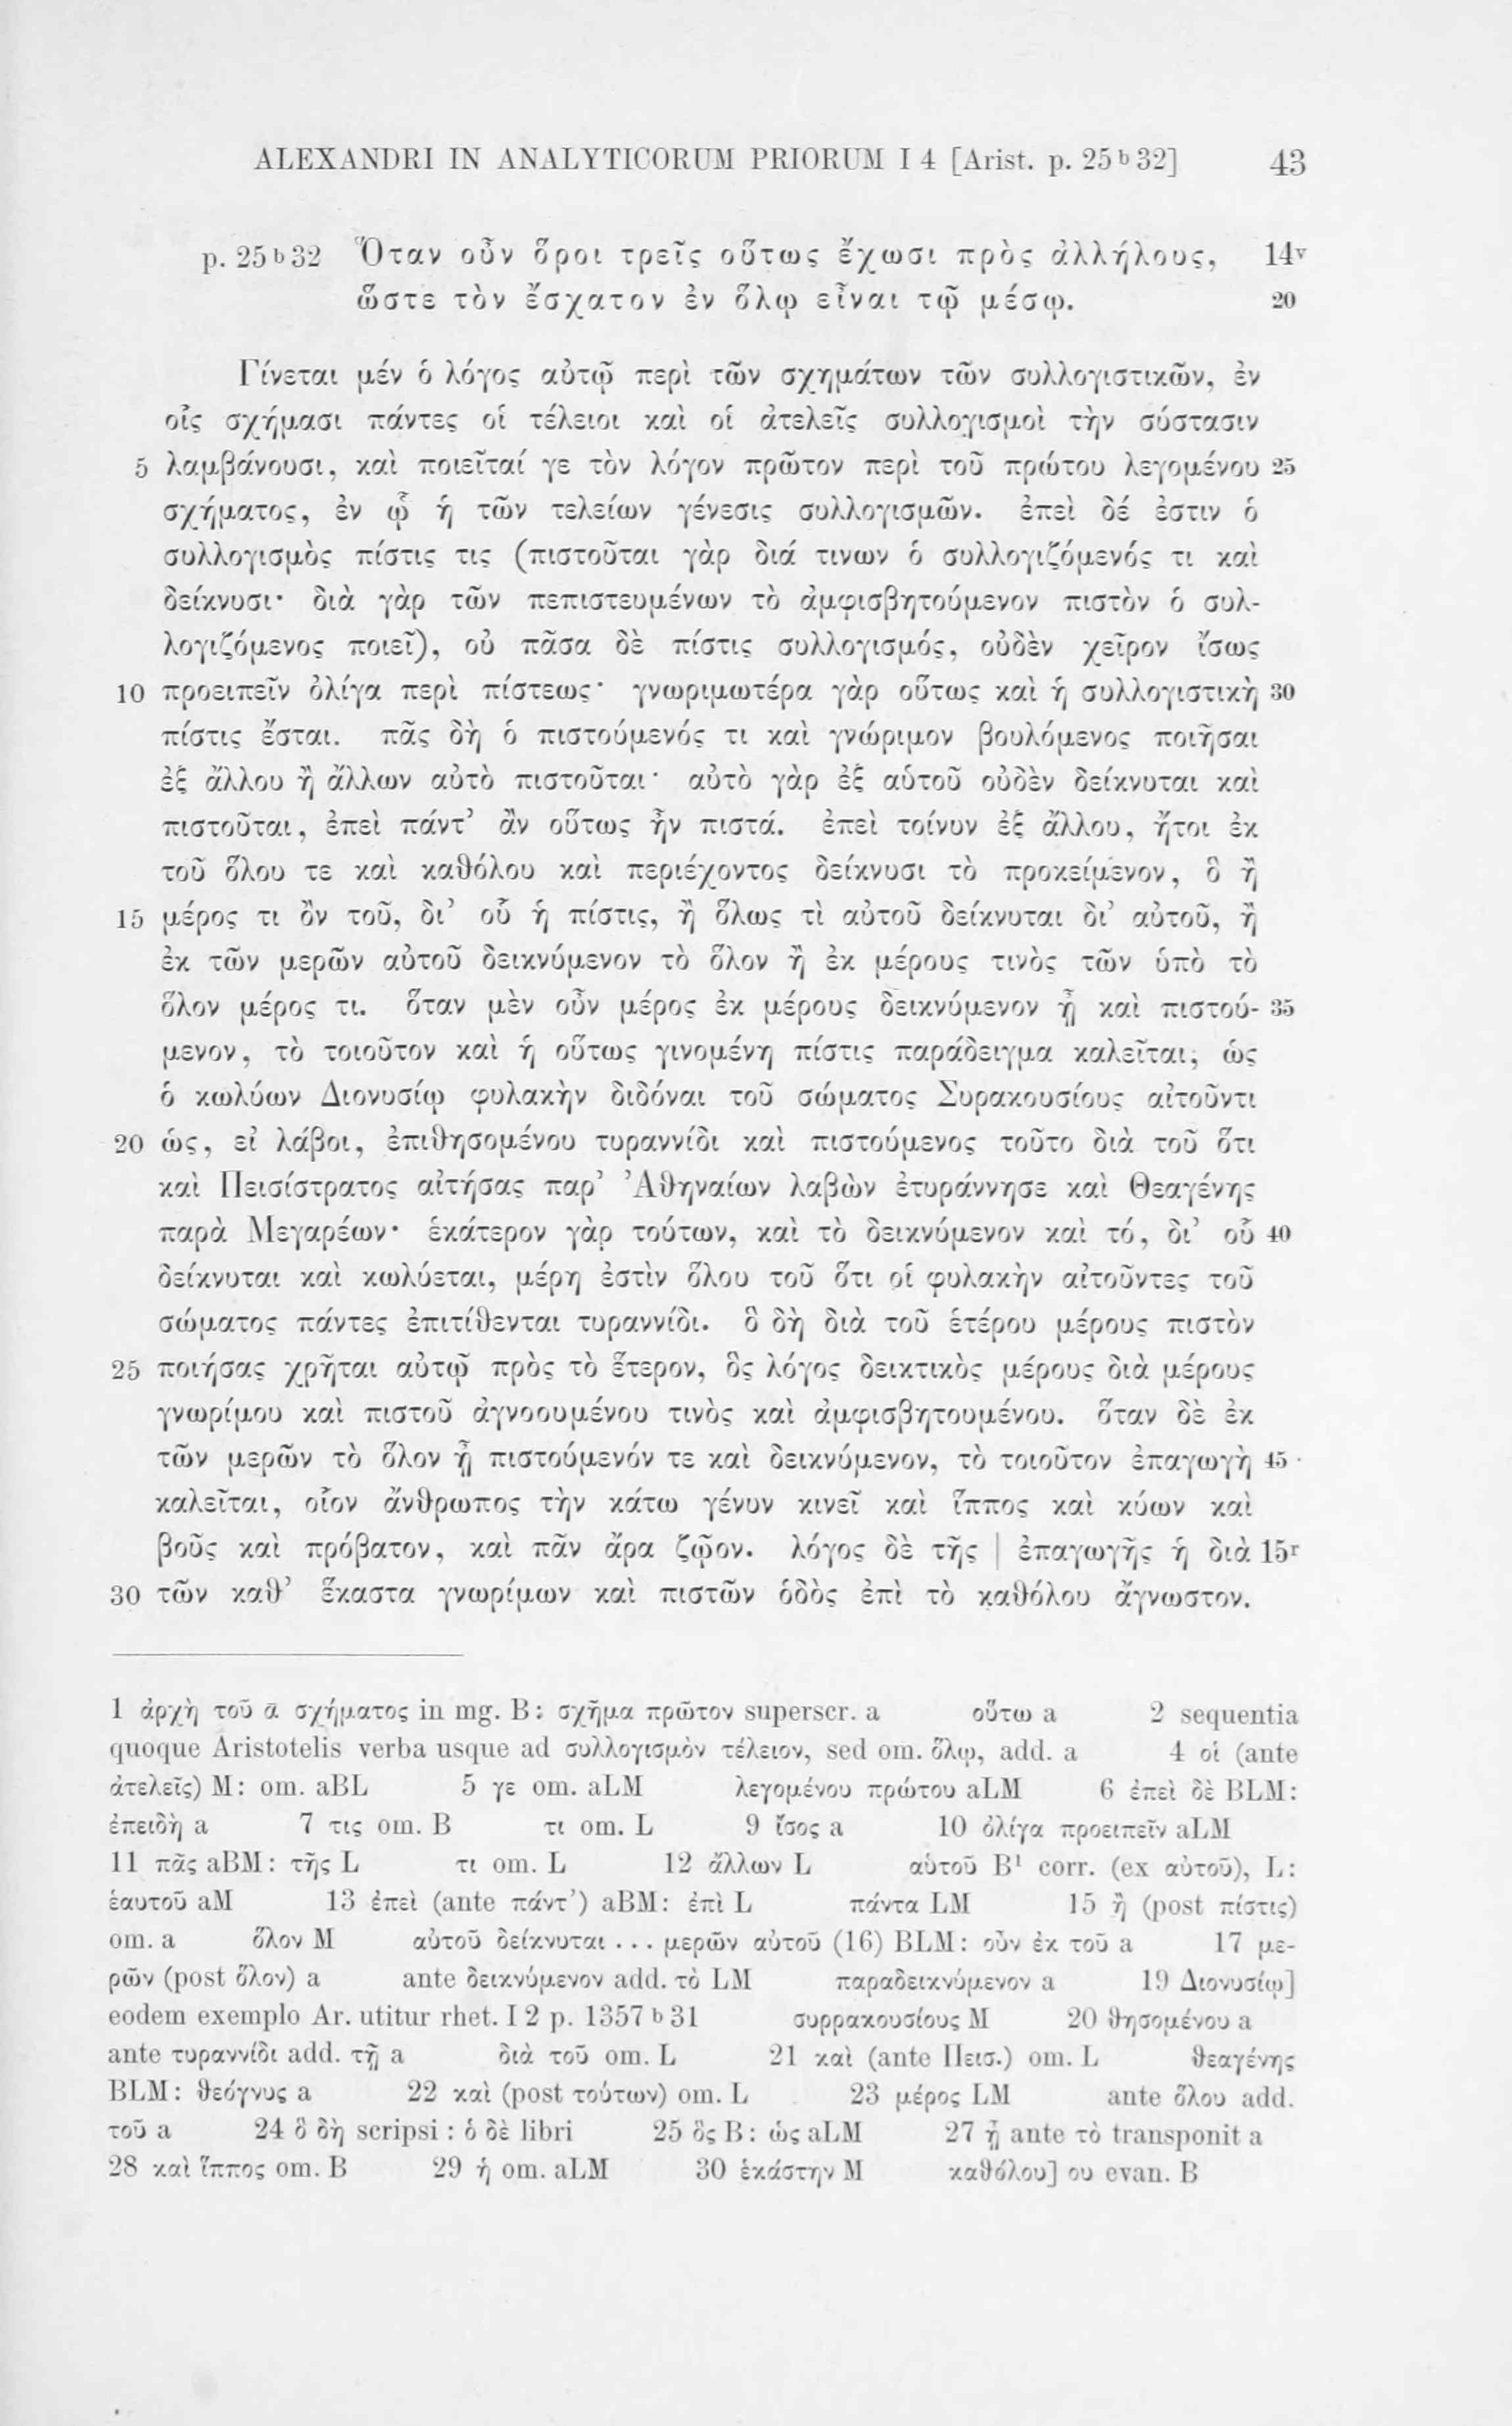 ALEXANDRI IN ANALYTICORUM PRIORUM I 4 [Arist. p. 25 b 32] 43
p. 25 b 32 Ὅταν οὖν ὅροι τρεῖς οὕτως ἔχωσι πρὸς ἀλλήλους, 14v
ὥστε τὸν ἔσχατον ἐν ὅλῳ εἶναι τῷ μέσῳ. 20
Γίνεται μέν ὁ λόγος αὐτῷ περὶ τῶν σχημάτων τῶν συλλογιστικῶν, ἐν
οἷς σχήμασι πάντες οἱ τέλειοι καὶ οἱ ἀτελεῖς συλλογισμοὶ τὴν σύστασιν
5 λαμβάνουσι, καὶ ποιεῖταί γε τὸν λόγον πρῶτον περὶ τοῦ πρώτου λεγομένου 25
σχήματος, ἐν ᾧ ἡ τῶν τελείων γένεσις συλλογισμῶν. ἐπεὶ δέ ἐστιν ὁ
συλλογισμὸς πίστις τις (πιστοῦται γὰρ διά τινων ὁ συλλογιζόμενός τι καὶ
δείκνυσι· διὰ γὰρ τῶν πεπιστευμένων τὸ ἀμφισβητούμενον πιστὸν ὁ συλ-
λογιζόμενος ποιεῖ), οὐ πᾶσα δὲ πίστις συλλογισμός, οὐδὲν χεῖρον ἴσως
10 προειπεῖν ὀλίγα περὶ πίστεως· γνωριμωτέρα γὰρ οὕτως καὶ ἡ συλλογιστικὴ 30
πίστις ἔσται. πᾶς δὴ ὁ πιστούμενός τι καὶ γνώριμον βουλόμενος ποιῆσαι
ἐξ ἄλλου ἢ ἄλλων αὐτὸ πιστοῦται· αὐτὸ γὰρ ἐξ αὑτοῦ οὐδὲν δείκνυται καὶ
πιστοῦται, ἐπεὶ πάντ’ ἂν οὕτως ἦν πιστά. ἐπεὶ τοίνυν ἐξ ἄλλου, ἤτοι ἐκ
τοῦ ὅλου τε καὶ καθόλου καὶ περιέχοντος δείκνυσι τὸ προκείμενον, ὃ ἢ
15 μέρος τι ὂν τοῦ, δι’ οὗ ἡ πίστις, ἢ ὅλως τὶ αὐτοῦ δείκνυται δι’ αὐτοῦ, ἢ
ἐκ τῶν μερῶν αὐτοῦ δεικνύμενον τὸ ὅλον ἢ ἐκ μέρους τινὸς τῶν ὑπὸ τὸ
ὅλον μέρος τι. ὅταν μὲν οὖν μέρος ἐκ μέρους δεικνύμενον ᾖ καὶ πιστού- 35
μενον, τὸ τοιοῦτον καὶ ἡ οὕτως γινομένη πίστις παράδειγμα καλεῖται, ὡς
ὁ κωλύων Διονυσίῳ φυλακὴν διδόναι τοῦ σώματος Συρακουσίους αἰτοῦντι
20 ὡς, εἰ λάβοι, ἐπιθησομένου τυραννίδι καὶ πιστούμενος τοῦτο διὰ τοῦ ὅτι
καὶ Πεισίστρατος αἰτήσας παρ’ Ἀθηναίων λαβὼν ἐτυράννησε καὶ Θεαγένης
παρὰ Μεγαρέων· ἑκάτερον γὰρ τούτων, καὶ τὸ δεικνύμενον καὶ τό, δι’ οὗ 40
δείκνυται καὶ κωλύεται, μέρη ἐστὶν ὅλου τοῦ ὅτι οἱ φυλακὴν αἰτοῦντες τοῦ
σώματος πάντες ἐπιτίθενται τυραννίδι. ὃ δὴ διὰ τοῦ ἑτέρου μέρους πιστὸν
25 ποιήσας χρῆται αὐτῷ πρὸς τὸ ἕτερον, ὃς λόγος δεικτικὸς μέρους διὰ μέρους
γνωρίμου καὶ πιστοῦ ἀγνοουμένου τινὸς καὶ ἀμφισβητουμένου. ὅταν δὲ ἐκ
τῶν μερῶν τὸ ὅλον ᾖ πιστούμενόν τε καὶ δεικνύμενον, τὸ τοιοῦτον ἐπαγωγὴ 45
καλεῖται, οἷον ἄνθρωπος τὴν κάτω γένυν κινεῖ καὶ ἵππος καὶ κύων καὶ
βοῦς καὶ πρόβατον, καὶ πᾶν ἄρα ζῷον. λόγος δὲ τῆς | ἐπαγωγῆς ἡ διὰ 15r
30 τῶν καθ’ ἕκαστα γνωρίμων καὶ πιστῶν ὁδὸς ἐπὶ τὸ καθόλου ἄγνωστον.
1 ἀρχὴ τοῦ ᾱ σχήματος in mg. B: σχῆμα πρῶτον superscr. a οὕτω a 2 sequentia
quoque Aristotelis verba usque ad συλλογισμὸν τέλειον, sed om. ὅλῳ, add. a 4 οἱ (ante
ἀτελεῖς) M: om. aBL 5 γε om. aLM λεγομένου πρώτου aLM 6 ἐπεὶ δὲ BLM:
ἐπειδὴ a 7 τις om. B τι om. L 9 ἴσος a 10 ὀλίγα προειπεῖν aLM
11 πᾶς aBM: τῆς L τι om. L 12 ἄλλων L αὑτοῦ B¹ corr. (ex αὐτοῦ), L:
ἑαυτοῦ aM 13 ἐπεὶ (ante πάντ’) aBM: ἐπὶ L πάντα LM 15 ἢ (post πίστις)
om. a ὅλον M αὐτοῦ δείκνυται ... μερῶν αὐτοῦ (16) BLM: οὖν ἐκ τοῦ a 17 με-
ρῶν (post ὅλον) a ante δεικνύμενον add. τὸ LM παραδεικνύμενον a 19 Διονυσίῳ]
eodem exemplo Ar. utitur rhet. I 2 p. 1357 b 31 συρρακουσίους M 20 θησομένου a
ante τυραννίδι add. τῇ a διὰ τοῦ om. L 21 καὶ (ante Πεισ.) om. L θεαγένης
BLM: θεόγνυς a 22 καὶ (post τούτων) om. L 23 μέρος LM ante ὅλου add.
τοῦ a 24 ὃ δὴ scripsi: ὁ δὲ libri 25 ὃς B: ὡς aLM 27 ᾖ ante τὸ transponit a
28 καὶ ἵππος om. B 29 ἡ om. aLM 30 ἑκάστην M καθόλου] ου evan. B